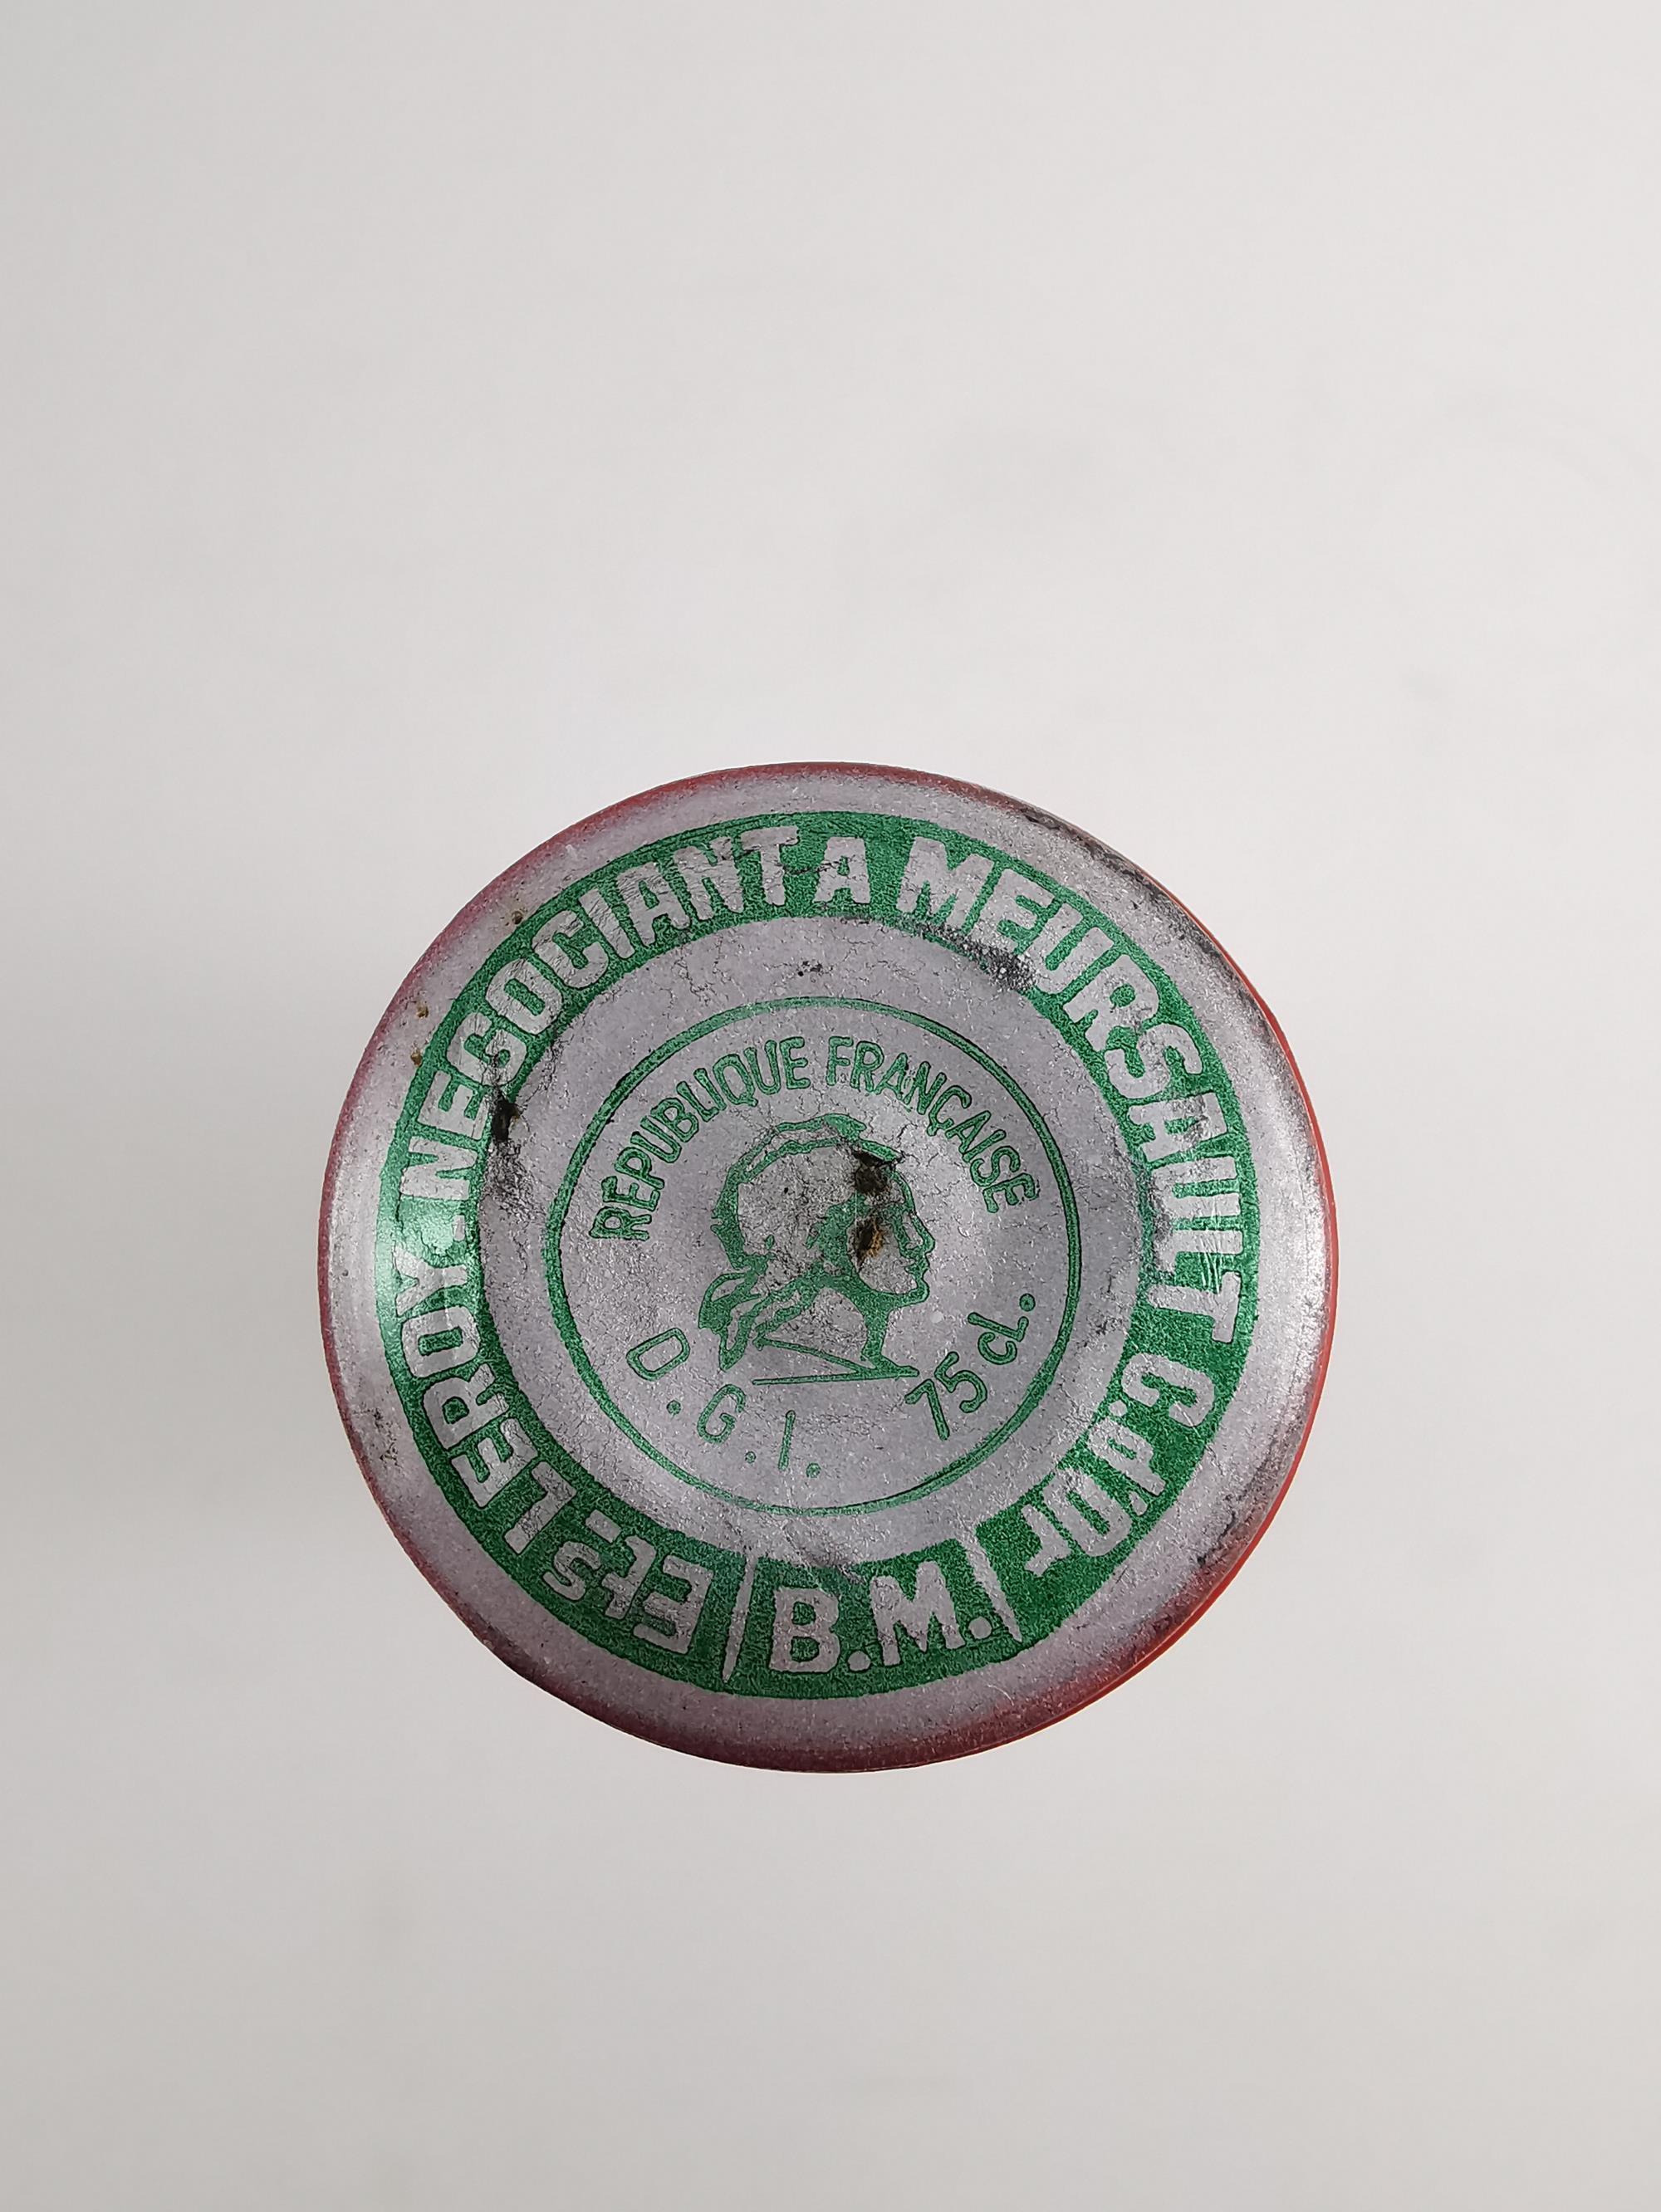 Ets. LEROY-NEGOCIANT A MEURSAULT C.d'or
B.M.
REPUBLIQUE FRANÇAISE
D.G.I. 75 cl.